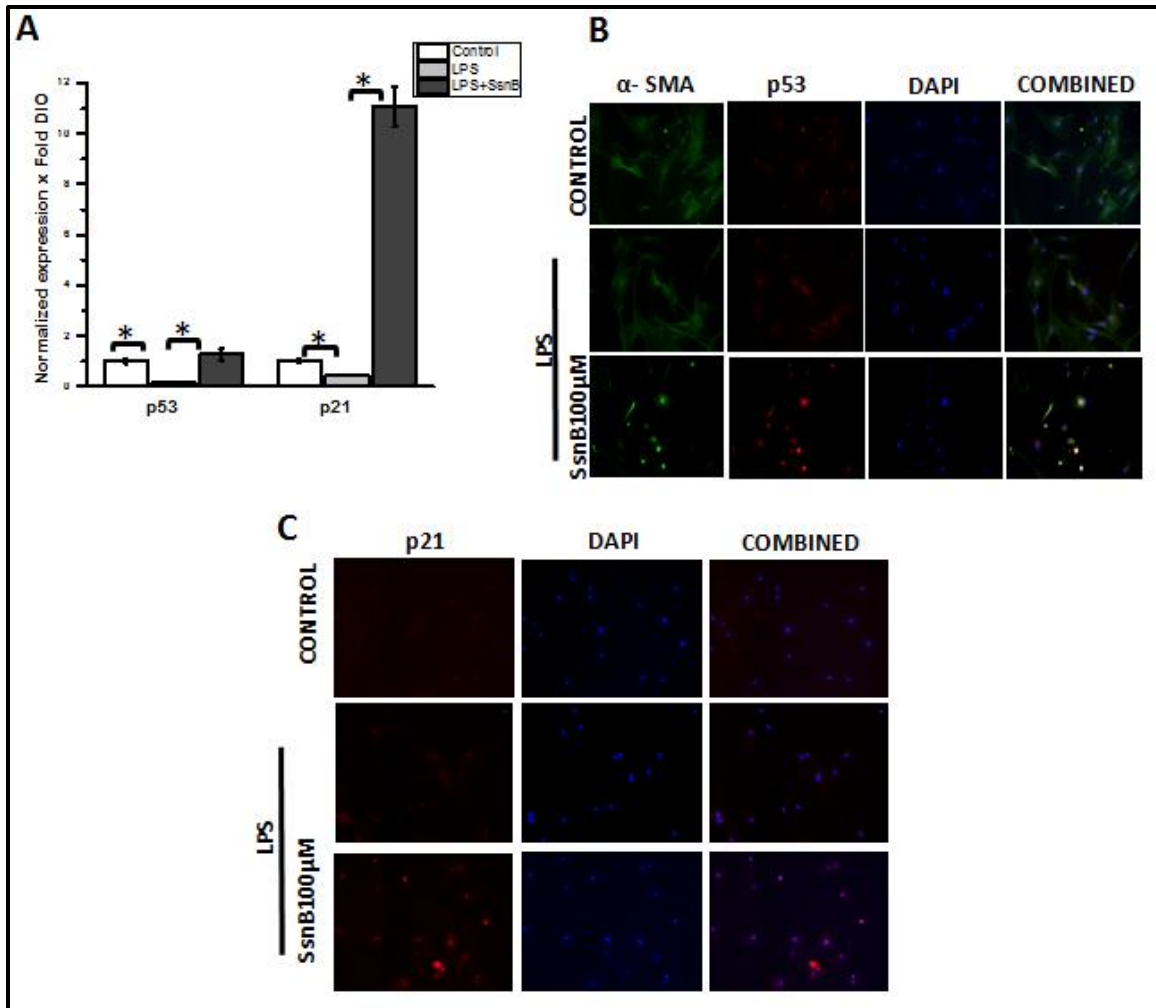 A
Control
LPS
LPS+SsnB
Normalized expression x Fold DIO
12
10
8
6
4
2
0
*
*
*
*
p53
p21
B
α- SMA p53 DAPI COMBINED
CONTROL
LPS
SsnB100µM
C
p21 DAPI COMBINED
CONTROL
LPS
SsnB100µM